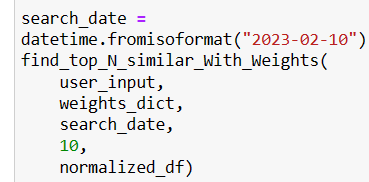 search_date =
datetime.fromisoformat("2023-02-10")
find_top_N_similar_With_Weights(
    user_input,
    weights_dict,
    search_date,
    10,
    normalized_df)